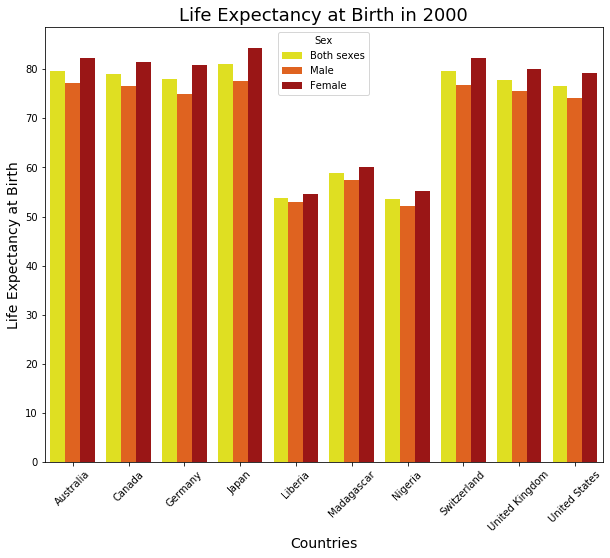 Life Expectancy at Birth in 2000
Sex
Both sexes
Male
Female
Life Expectancy at Birth
80
70
60
50
40
30
20
10
0
Australia
Canada
Germany
Japan
Liberia
Madagascar
Nigeria
Switzerland
United Kingdom
United States
Countries